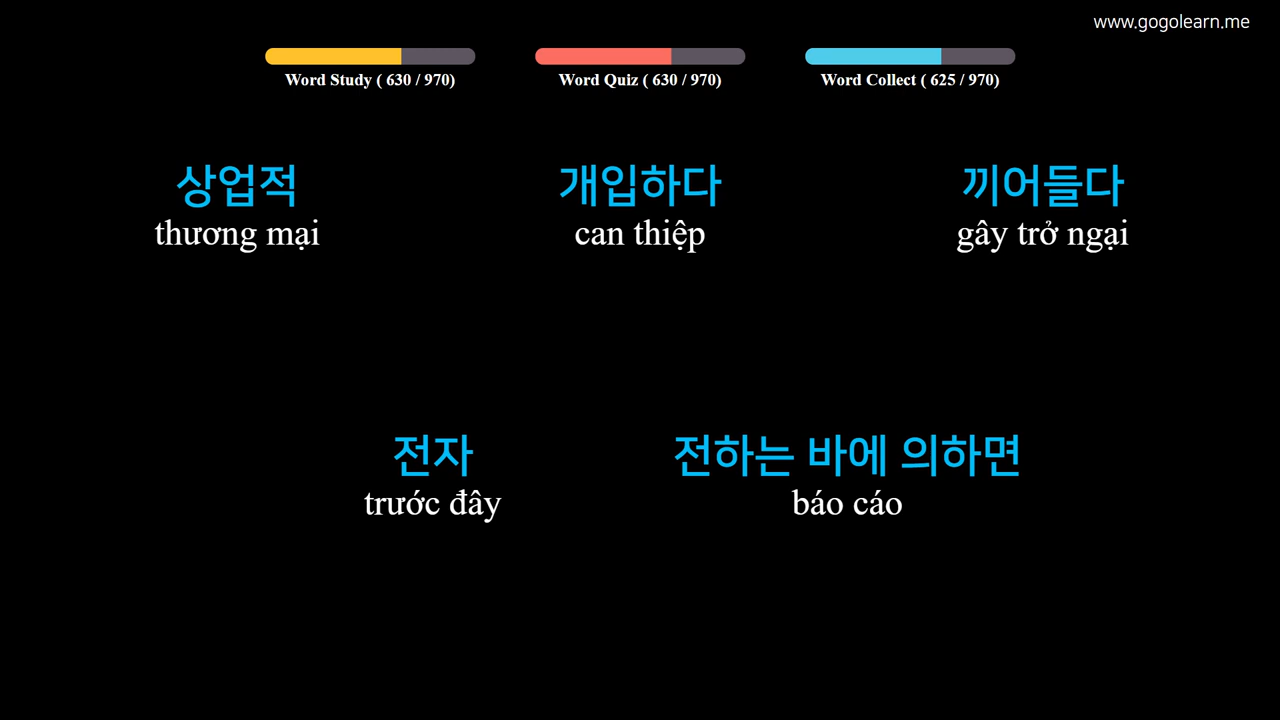 www.gogolearn.me
Word Study ( 630 / 970)
Word Quiz ( 630 / 970)
Word Collect ( 625 / 970)
상업적
thương mại
개입하다
can thiệp
끼어들다
gây trở ngại
전자
trước đây
전하는 바에 의하면
báo cáo